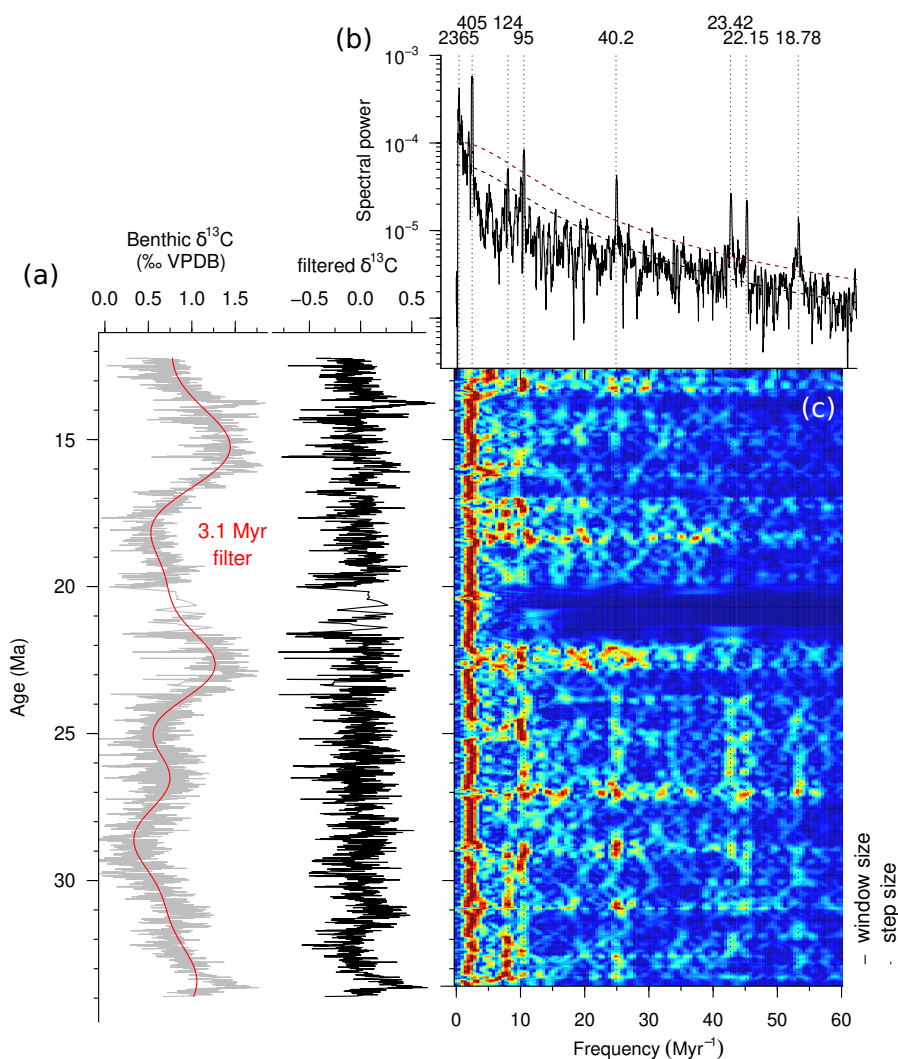 (b)
405 124 23.42
2365 95 40.2 22.15 18.78
10⁻³
10⁻⁴
10⁻⁵
Spectral power
(a)
Benthic δ¹³C
(‰ VPDB)
0.0 0.5 1.0 1.5
filtered δ¹³C
−0.5 0.0 0.5
3.1 Myr
filter
15
20
25
30
Age (Ma)
(c)
– window size
. step size
0 10 20 30 40 50 60
Frequency (Myr⁻¹)